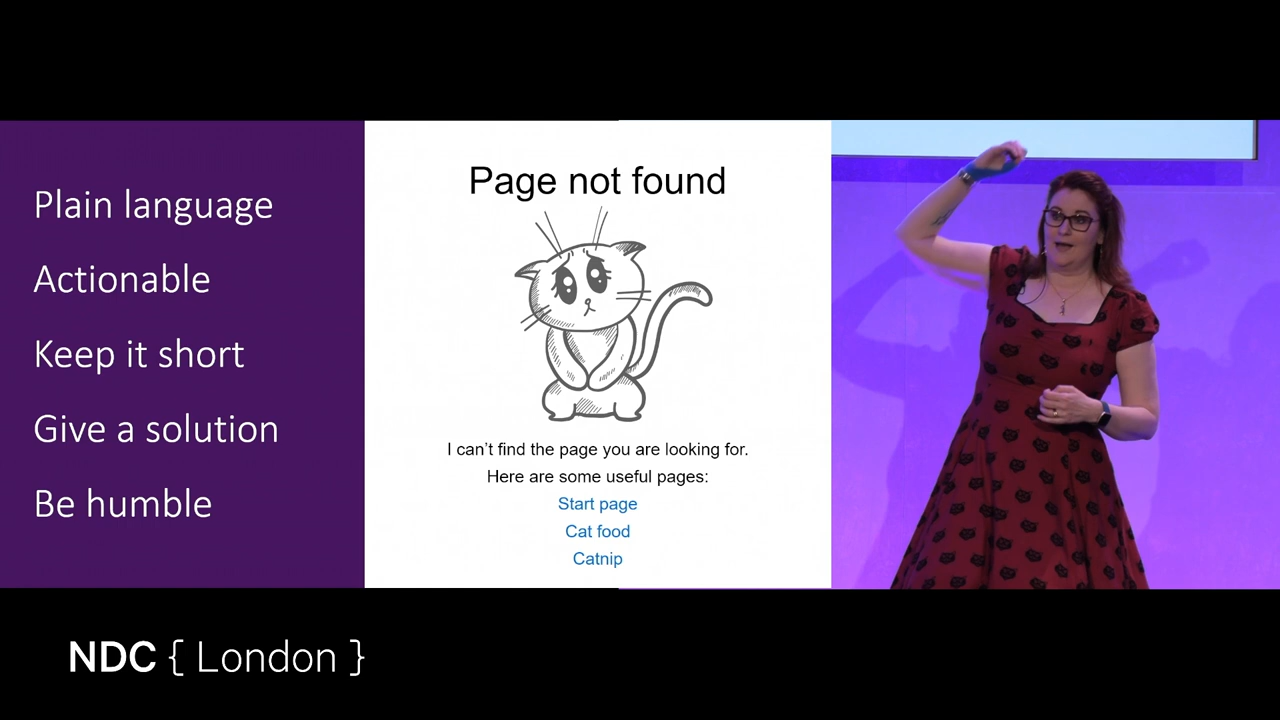 Plain language
Actionable
Keep it short
Give a solution
Be humble
Page not found
I can't find the page you are looking for.
Here are some useful pages:
Start page
Cat food
Catnip
NDC { London }